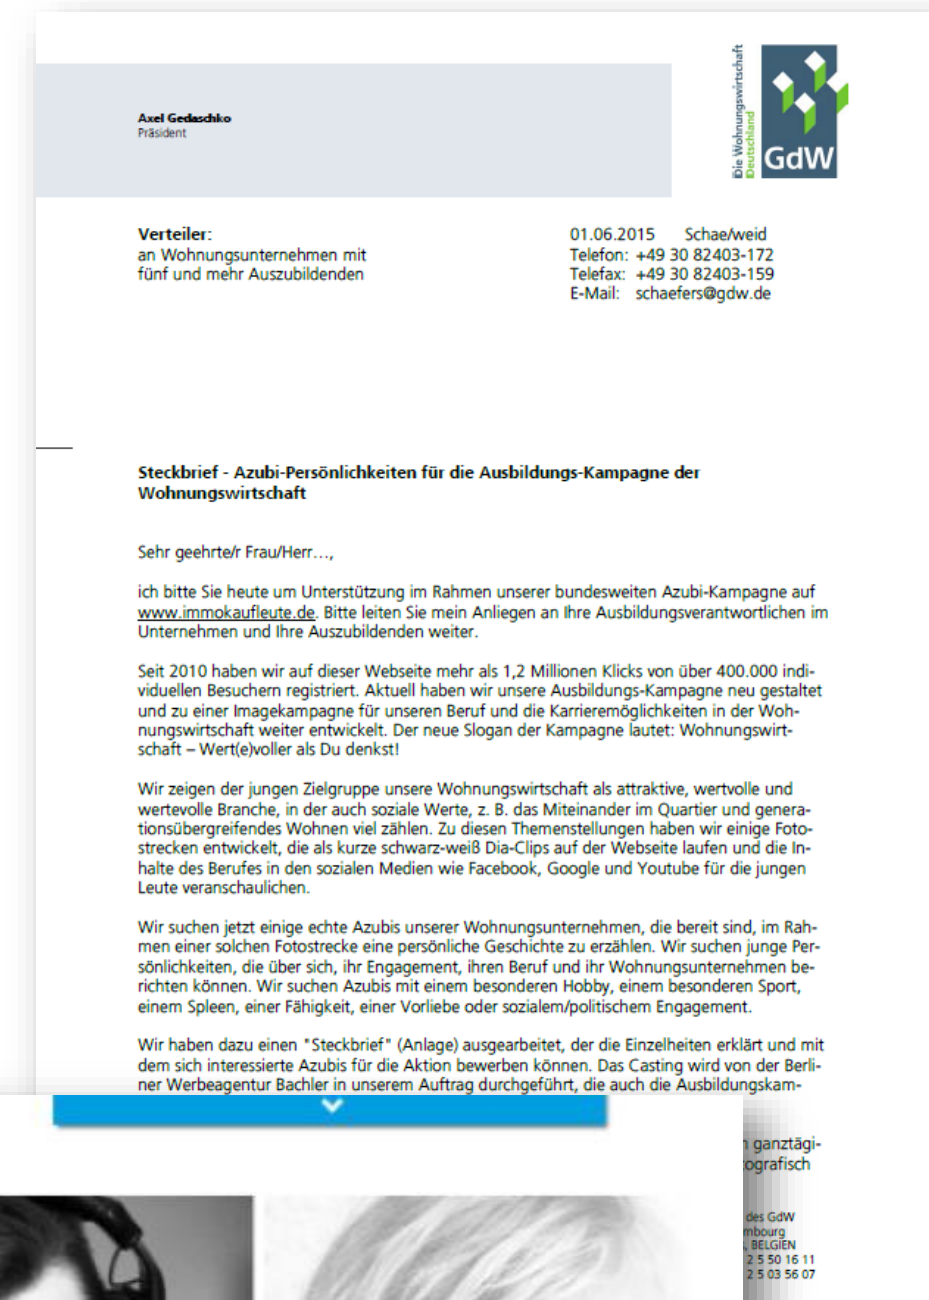 Axel Gedaschko
Präsident
Die Wohnungswirtschaft
Deutschland
GdW
Verteiler:
an Wohnungsunternehmen mit
fünf und mehr Auszubildenden
01.06.2015 Schae/weid
Telefon: +49 30 82403-172
Telefax: +49 30 82403-159
E-Mail: schaefers@gdw.de
Steckbrief - Azubi-Persönlichkeiten für die Ausbildungs-Kampagne der
Wohnungswirtschaft
Sehr geehrte/r Frau/Herr…,
ich bitte Sie heute um Unterstützung im Rahmen unserer bundesweiten Azubi-Kampagne auf
www.immokaufleute.de. Bitte leiten Sie mein Anliegen an Ihre Ausbildungsverantwortlichen im
Unternehmen und Ihre Auszubildenden weiter.
Seit 2010 haben wir auf dieser Webseite mehr als 1,2 Millionen Klicks von über 400.000 indi-
viduellen Besuchern registriert. Aktuell haben wir unsere Ausbildungs-Kampagne neu gestaltet
und zu einer Imagekampagne für unseren Beruf und die Karrieremöglichkeiten in der Woh-
nungswirtschaft weiter entwickelt. Der neue Slogan der Kampagne lautet: Wohnungswirt-
schaft – Wert(e)voller als Du denkst!
Wir zeigen der jungen Zielgruppe unsere Wohnungswirtschaft als attraktive, wertvolle und
wertevolle Branche, in der auch soziale Werte, z. B. das Miteinander im Quartier und genera-
tionsübergreifendes Wohnen viel zählen. Zu diesen Themenstellungen haben wir einige Foto-
strecken entwickelt, die als kurze schwarz-weiß Dia-Clips auf der Webseite laufen und die In-
halte des Berufes in den sozialen Medien wie Facebook, Google und Youtube für die jungen
Leute veranschaulichen.
Wir suchen jetzt einige echte Azubis unserer Wohnungsunternehmen, die bereit sind, im Rah-
men einer solchen Fotostrecke eine persönliche Geschichte zu erzählen. Wir suchen junge Per-
sönlichkeiten, die über sich, ihr Engagement, ihren Beruf und ihr Wohnungsunternehmen be-
richten können. Wir suchen Azubis mit einem besonderen Hobby, einem besonderen Sport,
einem Spleen, einer Fähigkeit, einer Vorliebe oder sozialem/politischem Engagement.
Wir haben dazu einen "Steckbrief" (Anlage) ausgearbeitet, der die Einzelheiten erklärt und mit
dem sich interessierte Azubis für die Aktion bewerben können. Das Casting wird von der Berli-
ner Werbeagentur Bachler in unserem Auftrag durchgeführt, die auch die Ausbildungskam-
ganztägi-
ografisch
des GdW
mbourg
, BELGIEN
2 5 50 16 11
2 5 03 56 07